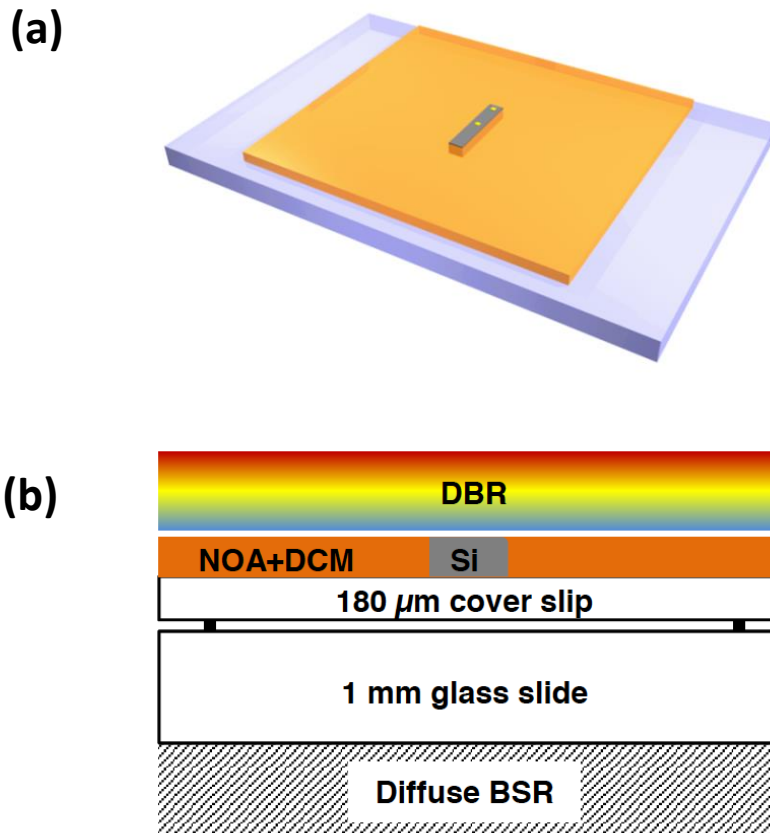 (a)
(b)
DBR
NOA+DCM
Si
180 µm cover slip
1 mm glass slide
Diffuse BSR